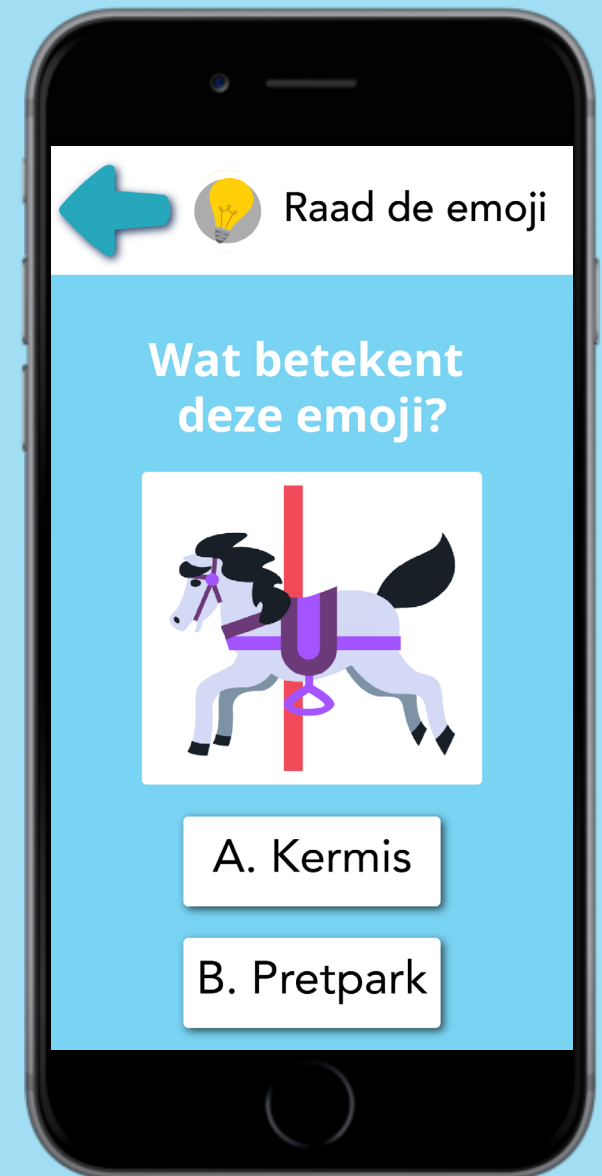 Raad de emoji
Wat betekent
deze emoji?
A. Kermis
B. Pretpark